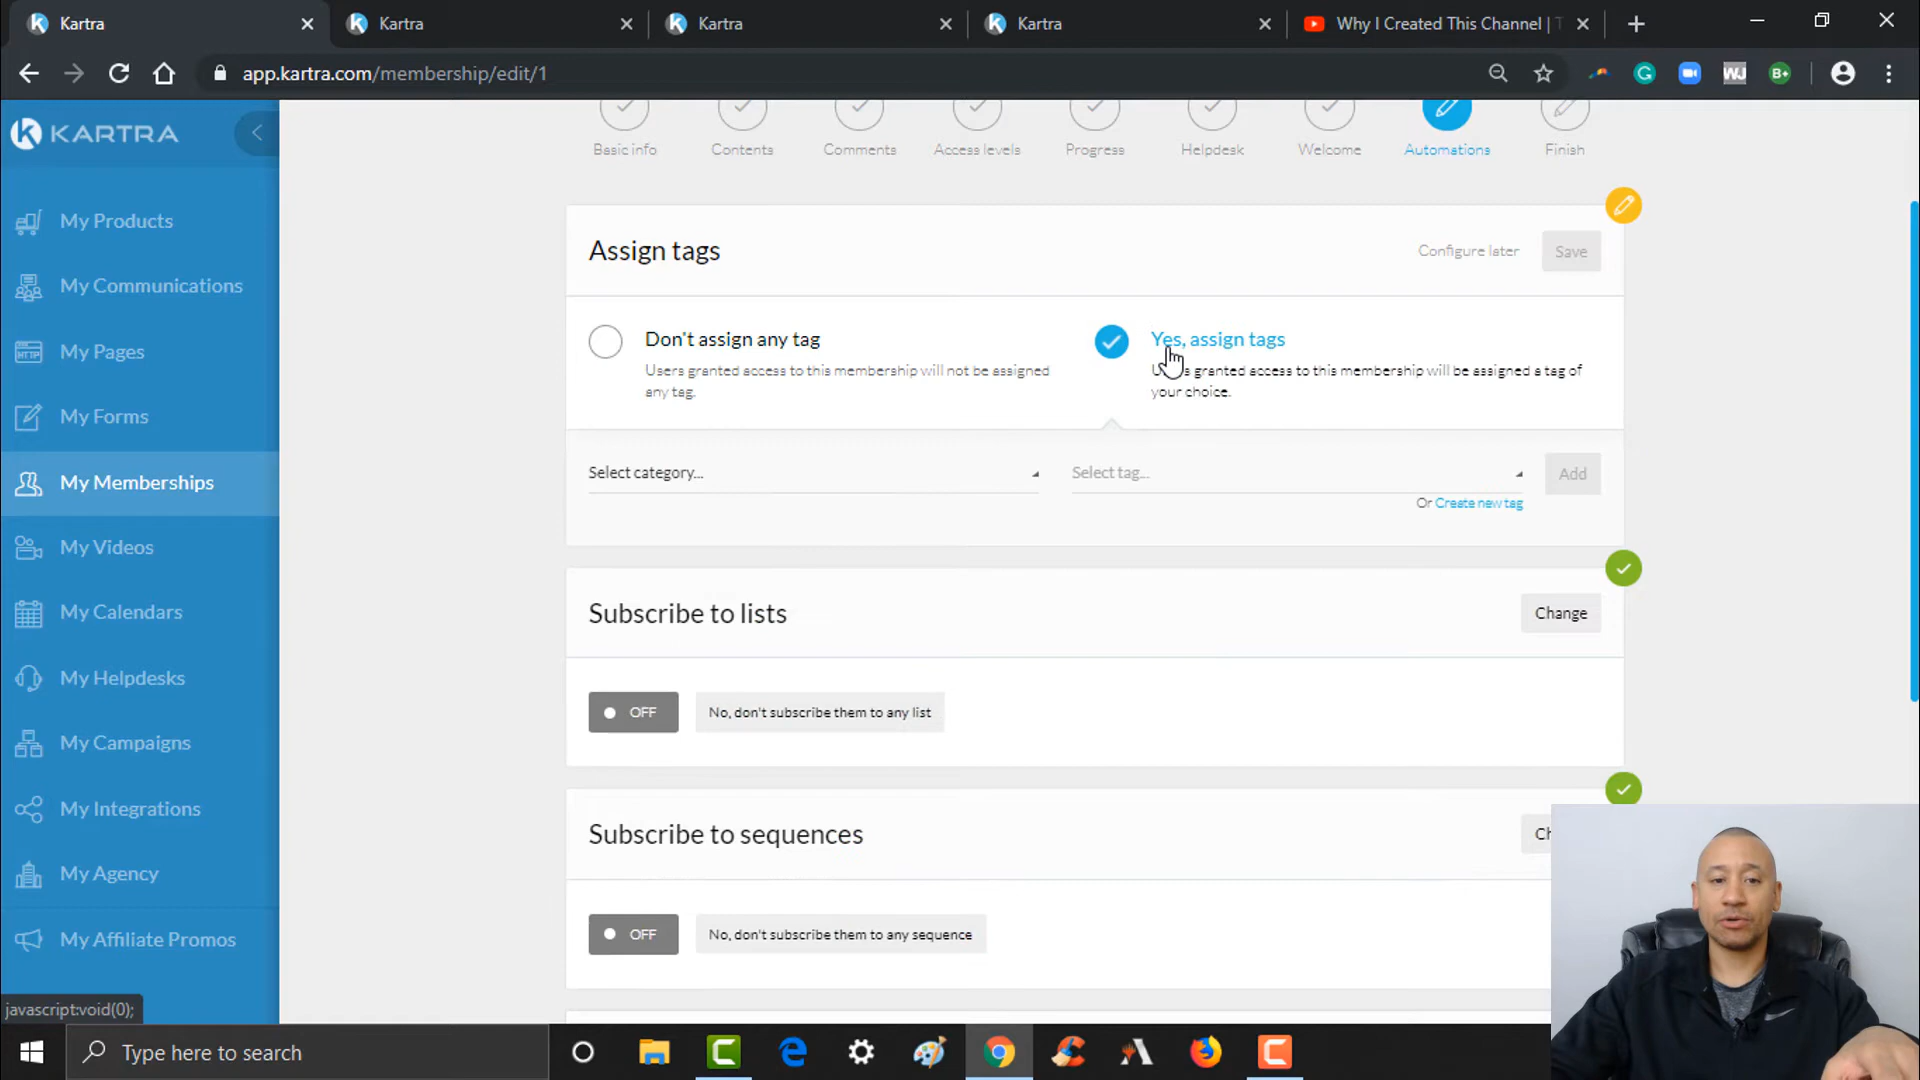 Kartra
Kartra
Kartra
Kartra
Why I Created This Channel |
app.kartra.com/membership/edit/1
KARTRA
Basic info
Contents
Comments
Access levels
Progress
Helpdesk
Welcome
Automations
Finish
My Products
My Communications
My Pages
My Forms
My Memberships
My Videos
My Calendars
My Helpdesks
My Campaigns
My Integrations
My Agency
My Affiliate Promos
Assign tags
Configure later
Save
Don't assign any tag
Users granted access to this membership will not be assigned
any tag.
Yes, assign tags
Users granted access to this membership will be assigned a tag of
your choice.
Select category...
Select tag...
Add
Or Create new tag
Subscribe to lists
Change
OFF
No, don't subscribe them to any list
Subscribe to sequences
OFF
No, don't subscribe them to any sequence
javascript:void(0);
Type here to search